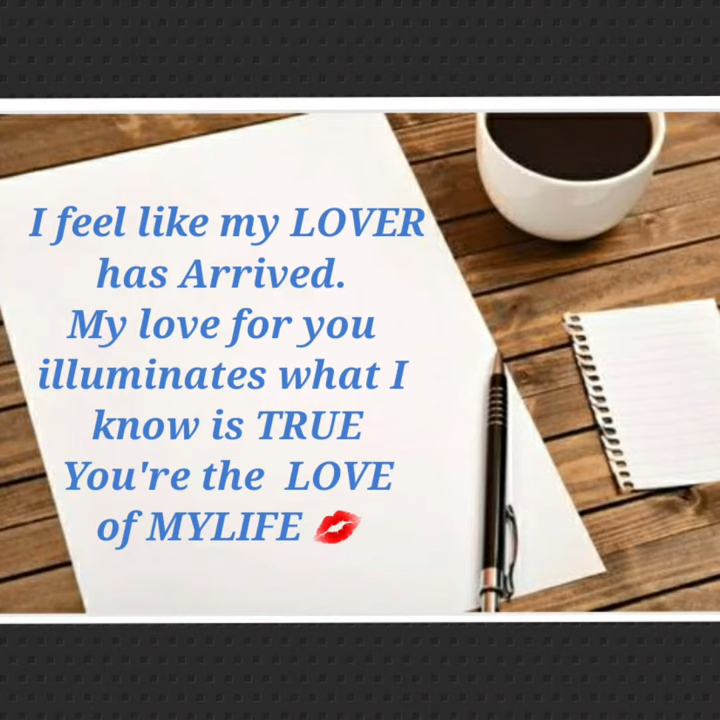 I feel like my LOVER
has Arrived.
My love for you
illuminates what I
know is TRUE
You're the LOVE
of MYLIFE 💋